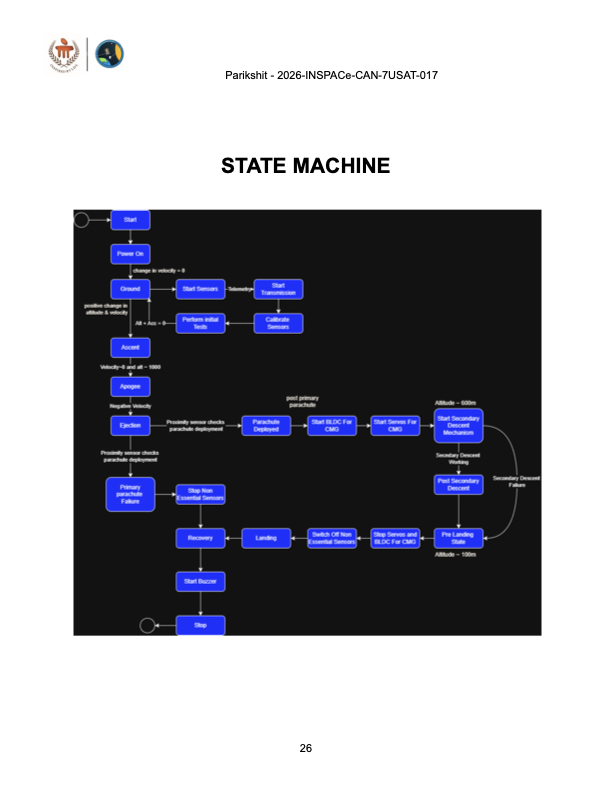 Parikshit - 2026-INSPACe-CAN-7USAT-017
STATE MACHINE
Start
Power On
change in velocity = 0
Ground
Start Sensors
Telemetry
Start
Transmission
positive change in
altitude & velocity
Alt + Acc = 0
Perform initial
Tests
Calibrate
Sensors
Ascent
Velocity~0 and alt ~ 1000
Apogee
Negative Velocity
Ejection
Proximity sensor checks
parachute deployment
Parachute
Deployed
post primary
parachute
Start BLDC For
CMG
Start Servos For
CMG
Altitude ~ 600m
Start Secondary
Descent
Mechanism
Proximity sensor checks
parachute deployment
Secondary Descent
Working
Secondary Descent
Failure
Primary
parachute
Failure
Stop Non
Essential Sensors
Post Secondary
Descent
Recovery
Landing
Switch Off Non
Essential Sensors
Stop Servos and
BLDC For CMG
Pre Landing
State
Altitude ~ 100m
Start Buzzer
Stop
26